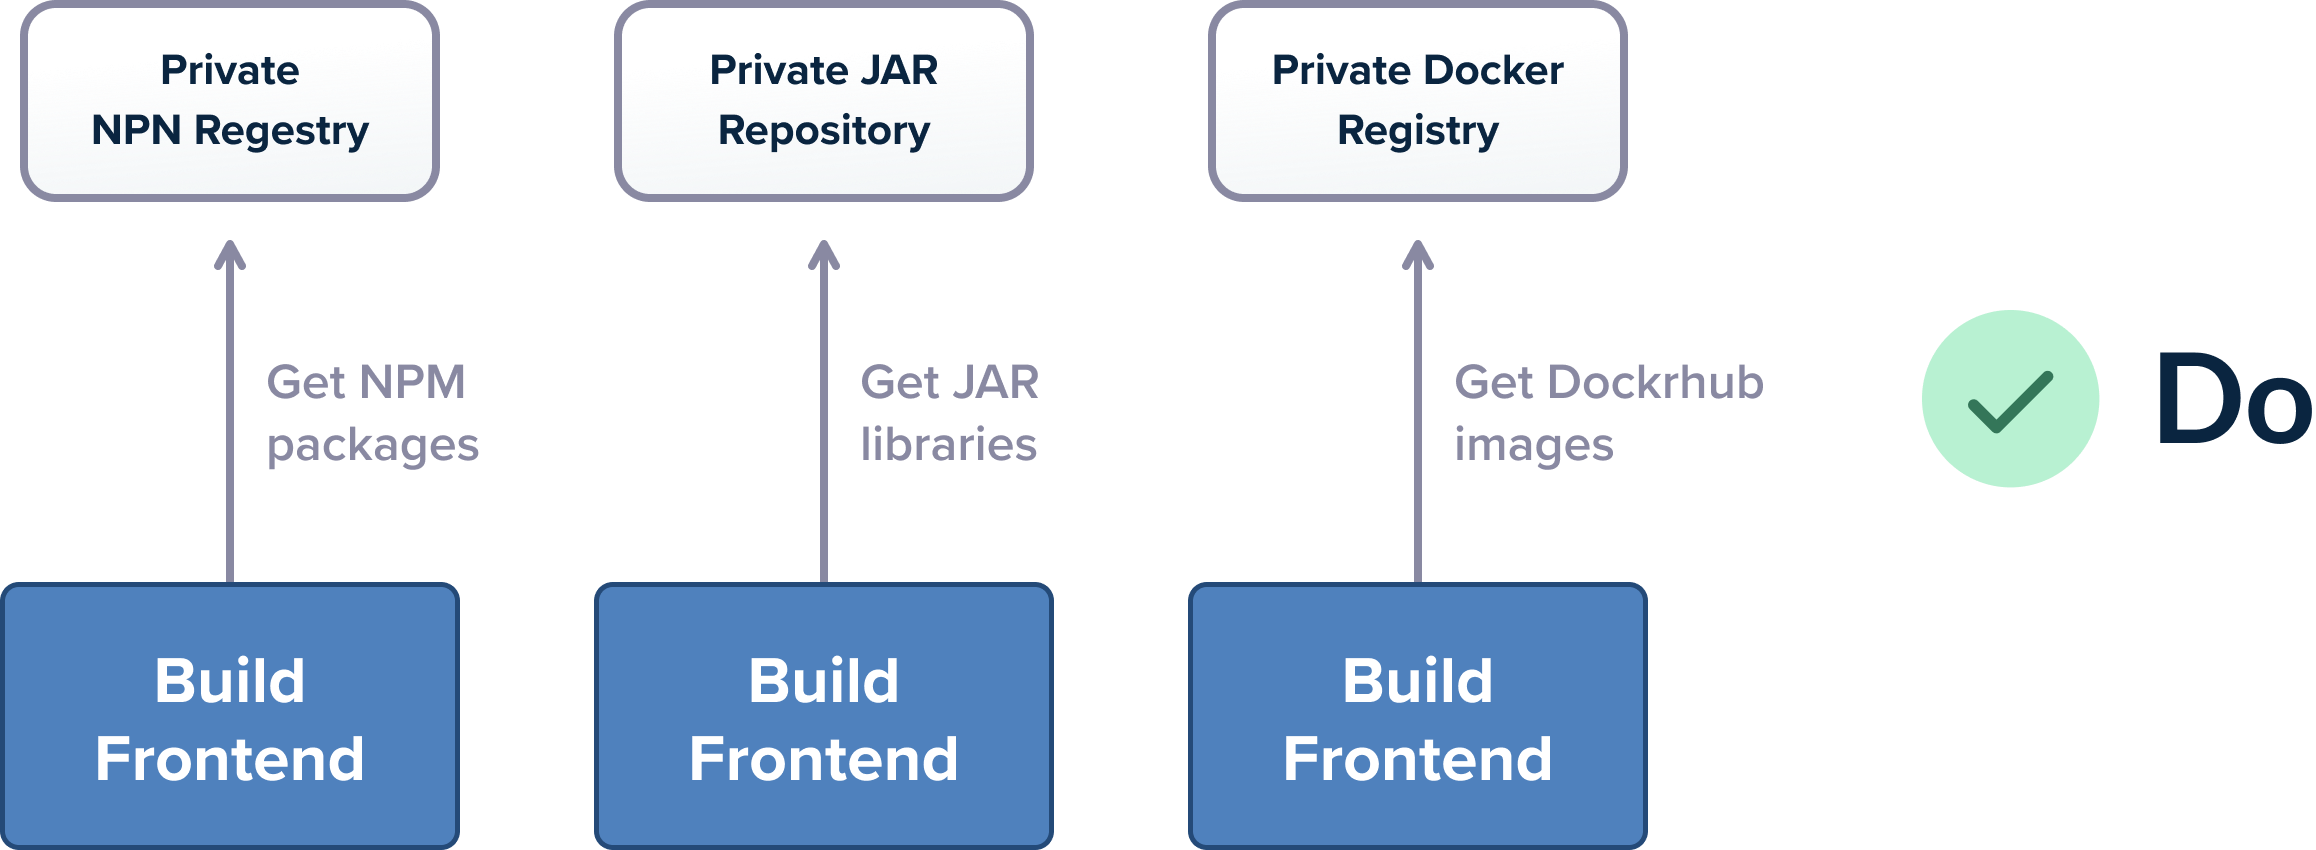 Private
NPN Regestry
Private JAR
Repository
Private Docker
Registry
Get NPM
packages
Get JAR
libraries
Get Dockrhub
images
Do
Build
Frontend
Build
Frontend
Build
Frontend